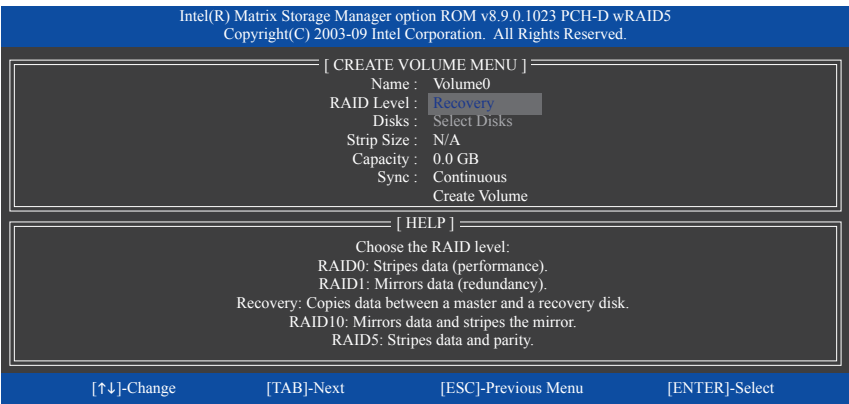 Intel(R) Matrix Storage Manager option ROM v8.9.0.1023 PCH-D wRAID5
Copyright(C) 2003-09 Intel Corporation. All Rights Reserved.
[ CREATE VOLUME MENU ]
Name : Volume0
RAID Level : Recovery
Disks : Select Disks
Strip Size : N/A
Capacity : 0.0 GB
Sync : Continuous
Create Volume
[ HELP ]
Choose the RAID level:
RAID0: Stripes data (performance).
RAID1: Mirrors data (redundancy).
Recovery: Copies data between a master and a recovery disk.
RAID10: Mirrors data and stripes the mirror.
RAID5: Stripes data and parity.
[↑↓]-Change [TAB]-Next [ESC]-Previous Menu [ENTER]-Select